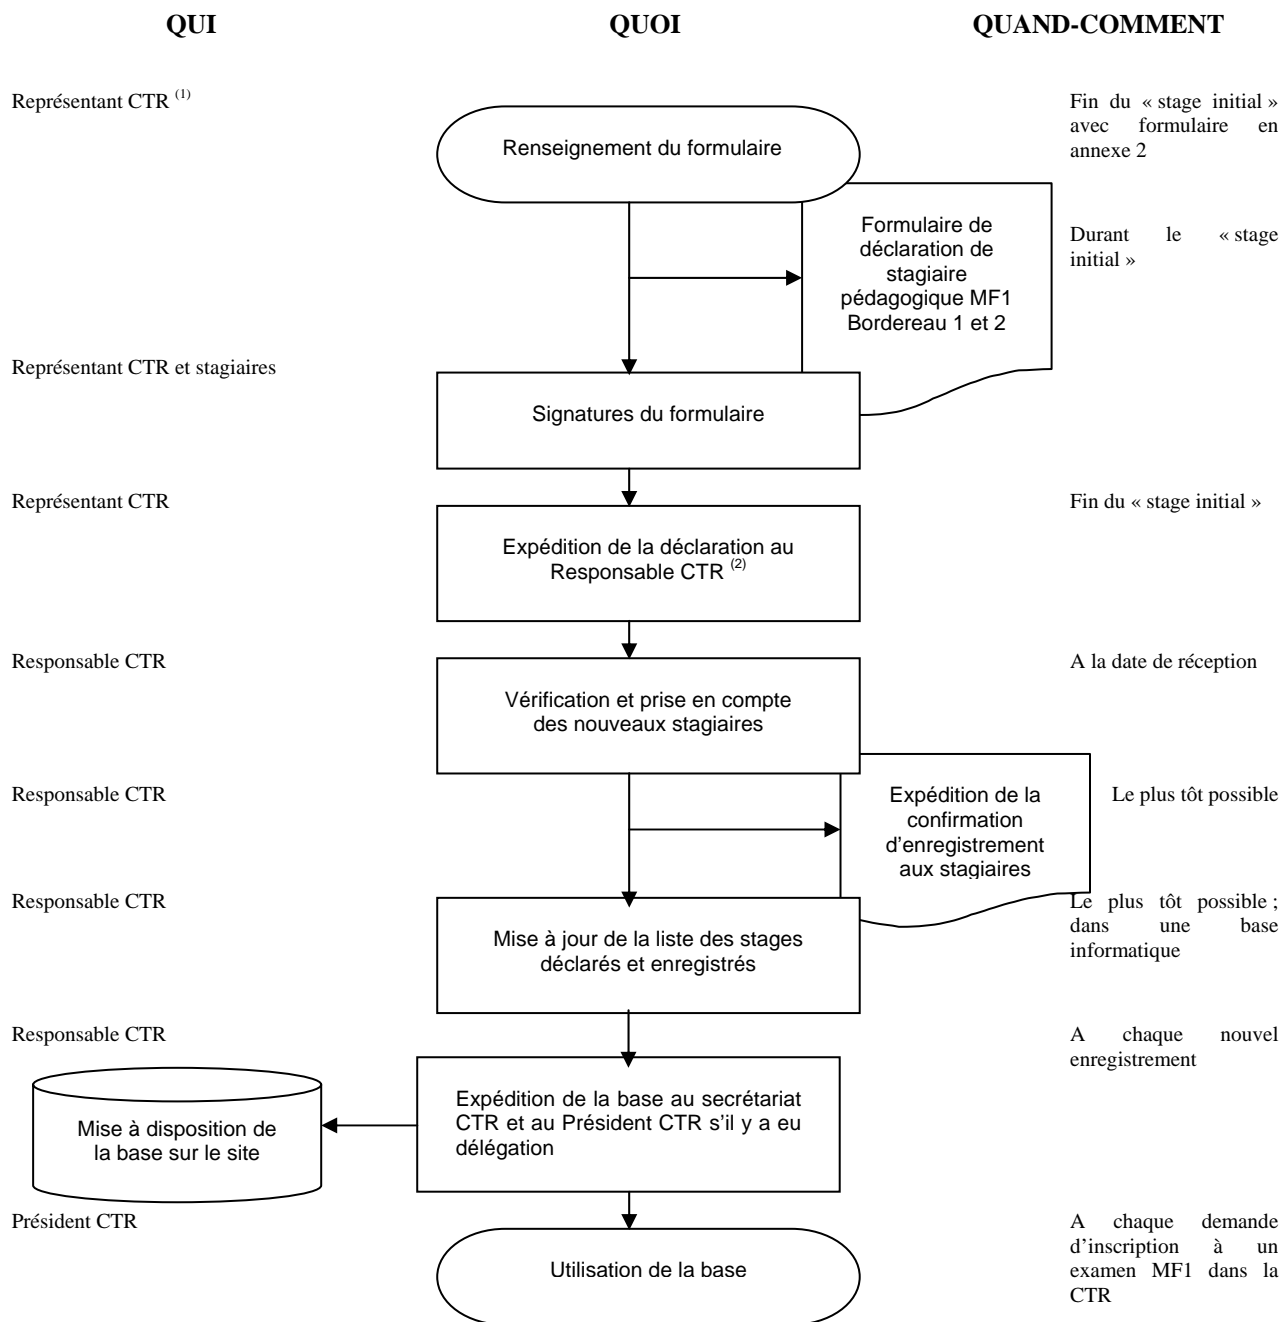 QUI QUOI QUAND-COMMENT
Représentant CTR (1)
Renseignement du formulaire
Fin du « stage initial »
avec formulaire en
annexe 2
Formulaire de
déclaration de
stagiaire
pédagogique MF1
Bordereau 1 et 2
Durant le « stage
initial »
Représentant CTR et stagiaires
Signatures du formulaire
Représentant CTR
Expédition de la déclaration au
Responsable CTR (2)
Fin du « stage initial »
Responsable CTR
Vérification et prise en compte
des nouveaux stagiaires
A la date de réception
Responsable CTR
Expédition de la
confirmation
d’enregistrement
aux stagiaires
Le plus tôt possible
Responsable CTR
Mise à jour de la liste des stages
déclarés et enregistrés
Le plus tôt possible ;
dans une base
informatique
Responsable CTR
Expédition de la base au secrétariat
CTR et au Président CTR s’il y a eu
délégation
A chaque nouvel
enregistrement
Mise à disposition de
la base sur le site
Président CTR
Utilisation de la base
A chaque demande
d’inscription à un
examen MF1 dans la
CTR